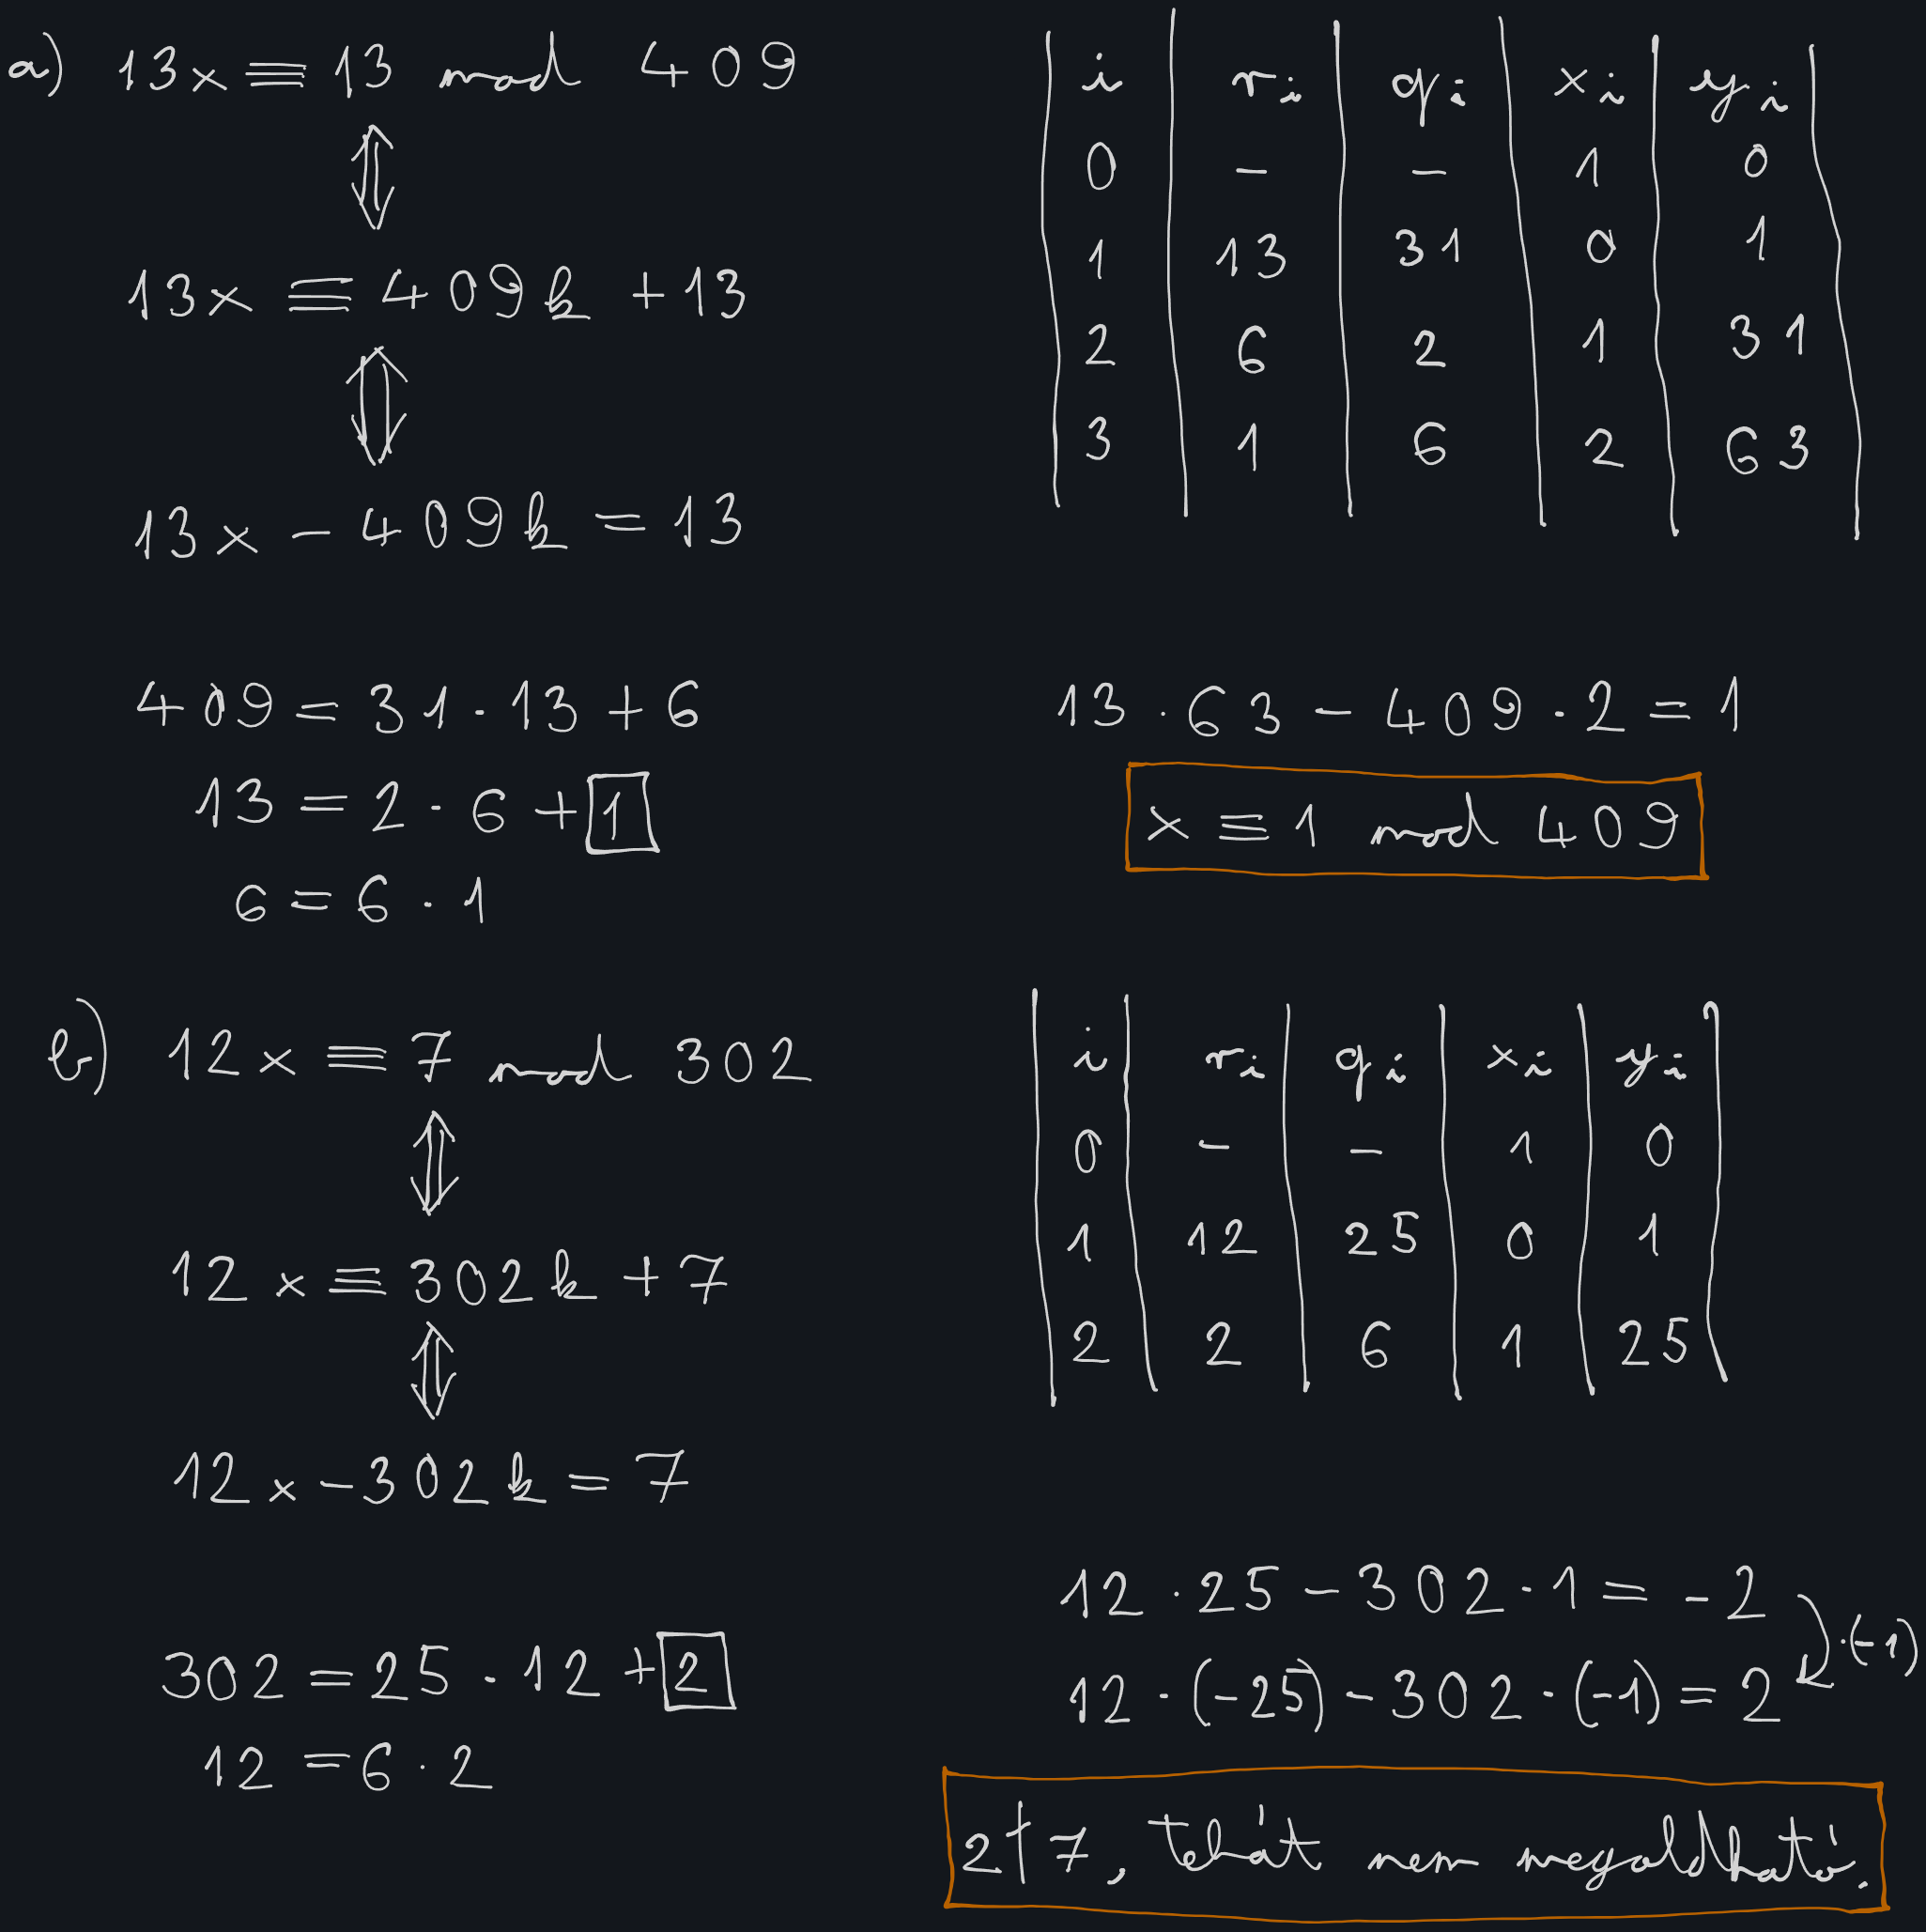 a) 13x ≡ 13 mod 409
⇕
13x ≡ 409k + 13
⇕
13x − 409k = 13
i | rᵢ | qᵢ | xᵢ | yᵢ
0 | − | − | 1 | 0
1 | 13 | 31 | 0 | 1
2 | 6 | 2 | 1 | 31
3 | 1 | 6 | 2 | 63
409 = 31 · 13 + 6
13 = 2 · 6 + 1
6 = 6 · 1
13 · 63 − 409 · 2 = 1
x ≡ 1 mod 409
b) 12x ≡ 7 mod 302
⇕
12x ≡ 302k + 7
⇕
12x − 302k = 7
i | rᵢ | qᵢ | xᵢ | yᵢ
0 | − | − | 1 | 0
1 | 12 | 25 | 0 | 1
2 | 2 | 6 | 1 | 25
302 = 25 · 12 + 2
12 = 6 · 2
12 · 25 − 302 · 1 = −2
12 · (−25) − 302 · (−1) = 2
·(−1)
2∤7, tehát nem megoldható.